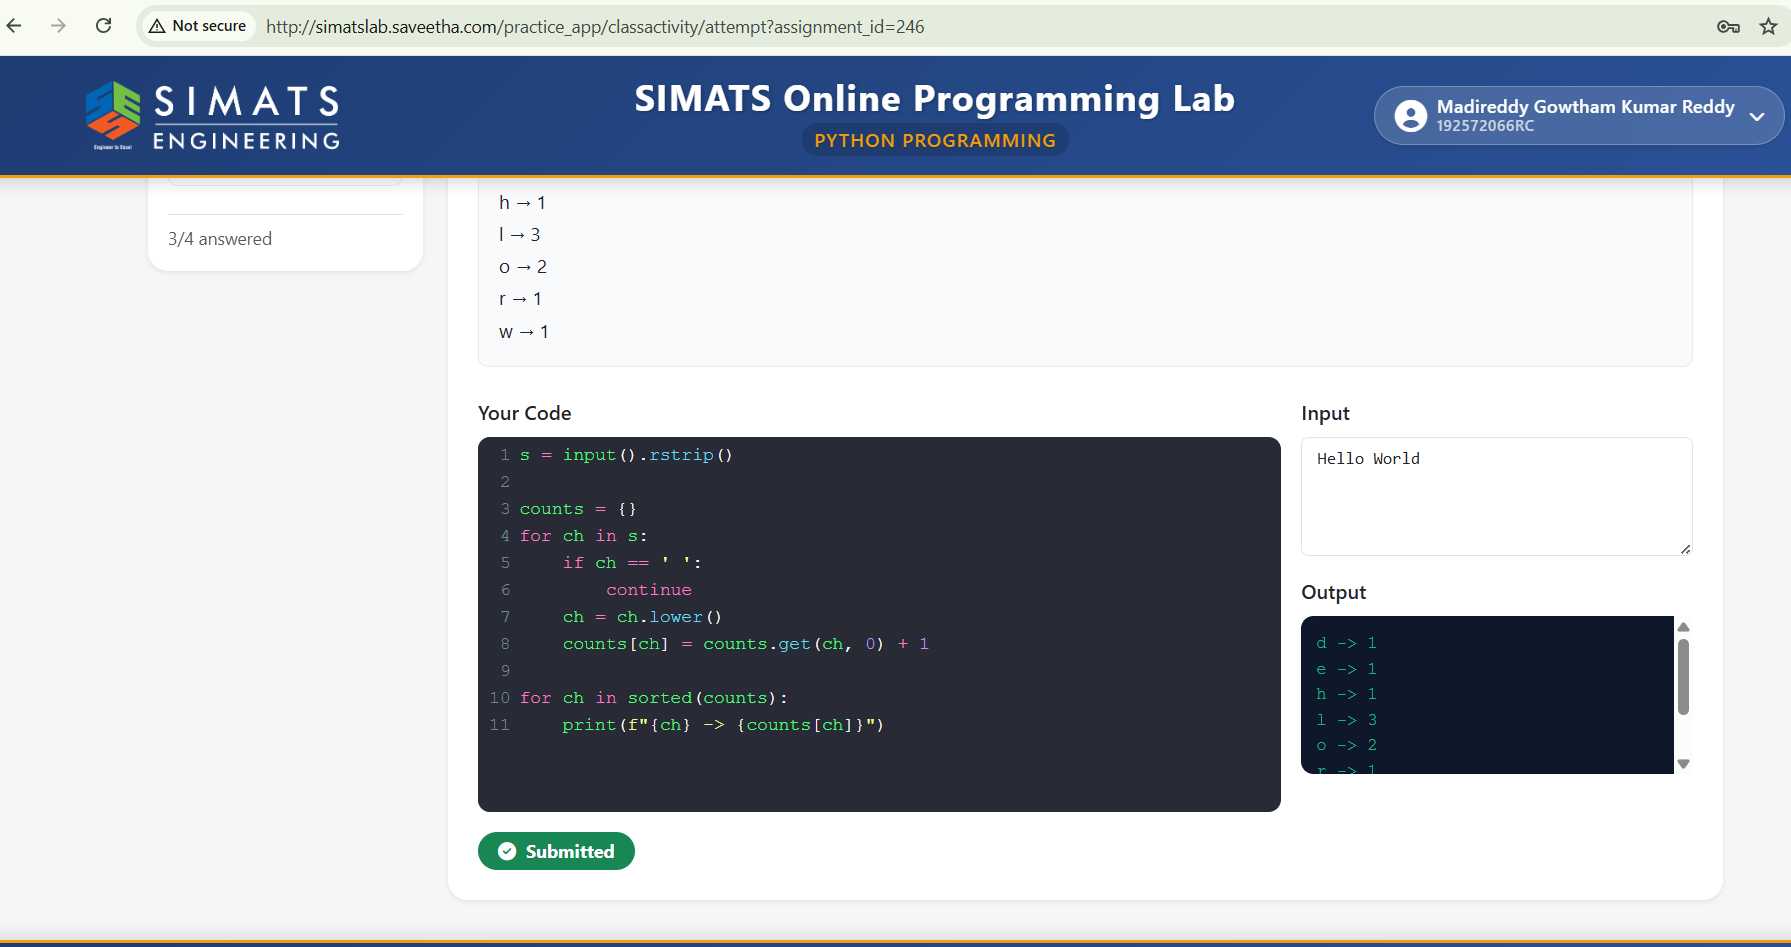 Not secure
http://simatslab.saveetha.com/practice_app/classactivity/attempt?assignment_id=246
SIMATS
ENGINEERING
Engineer to Excel
SIMATS Online Programming Lab
PYTHON PROGRAMMING
Madireddy Gowtham Kumar Reddy
192572066RC
3/4 answered
h → 1
l → 3
o → 2
r → 1
w → 1
Your Code
1 s = input().rstrip()
2
3 counts = {}
4 for ch in s:
5     if ch == ' ':
6         continue
7     ch = ch.lower()
8     counts[ch] = counts.get(ch, 0) + 1
9
10 for ch in sorted(counts):
11     print(f"{ch} -> {counts[ch]}")
Submitted
Input
Hello World
Output
d -> 1
e -> 1
h -> 1
l -> 3
o -> 2
r -> 1